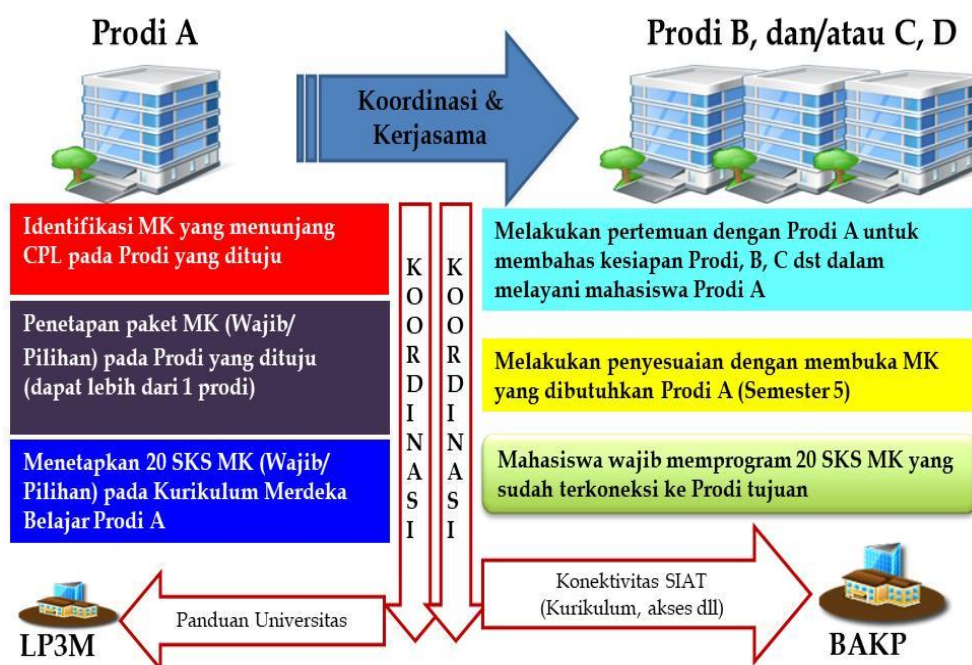 Prodi A
Prodi B, dan/atau C, D
Koordinasi &
Kerjasama
Identifikasi MK yang menunjang
CPL pada Prodi yang dituju
Penetapan paket MK (Wajib/
Pilihan) pada Prodi yang dituju
(dapat lebih dari 1 prodi)
Menetapkan 20 SKS MK (Wajib/
Pilihan) pada Kurikulum Merdeka
Belajar Prodi A
KOORDINASI
KOORDINASI
Melakukan pertemuan dengan Prodi A untuk
membahas kesiapan Prodi, B, C dst dalam
melayani mahasiswa Prodi A
Melakukan penyesuaian dengan membuka MK
yang dibutuhkan Prodi A (Semester 5)
Mahasiswa wajib memprogram 20 SKS MK yang
sudah terkoneksi ke Prodi tujuan
Panduan Universitas
Konektivitas SIAT
(Kurikulum, akses dll)
LP3M
BAKP